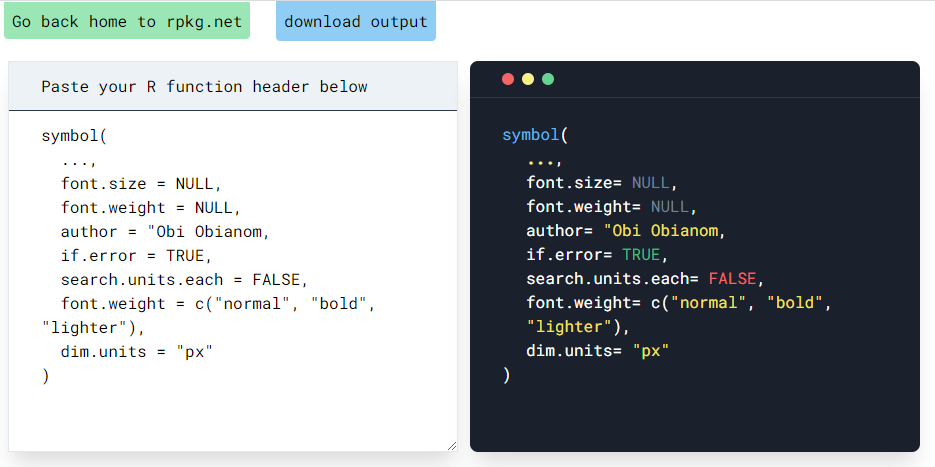 Go back home to rpkg.net
download output
Paste your R function header below
symbol(
...,
font.size = NULL,
font.weight = NULL,
author = "Obi Obianom,
if.error = TRUE,
search.units.each = FALSE,
font.weight = c("normal", "bold",
"lighter"),
dim.units = "px"
)
symbol(
...,
font.size= NULL,
font.weight= NULL,
author= "Obi Obianom,
if.error= TRUE,
search.units.each= FALSE,
font.weight= c("normal", "bold",
"lighter"),
dim.units= "px"
)